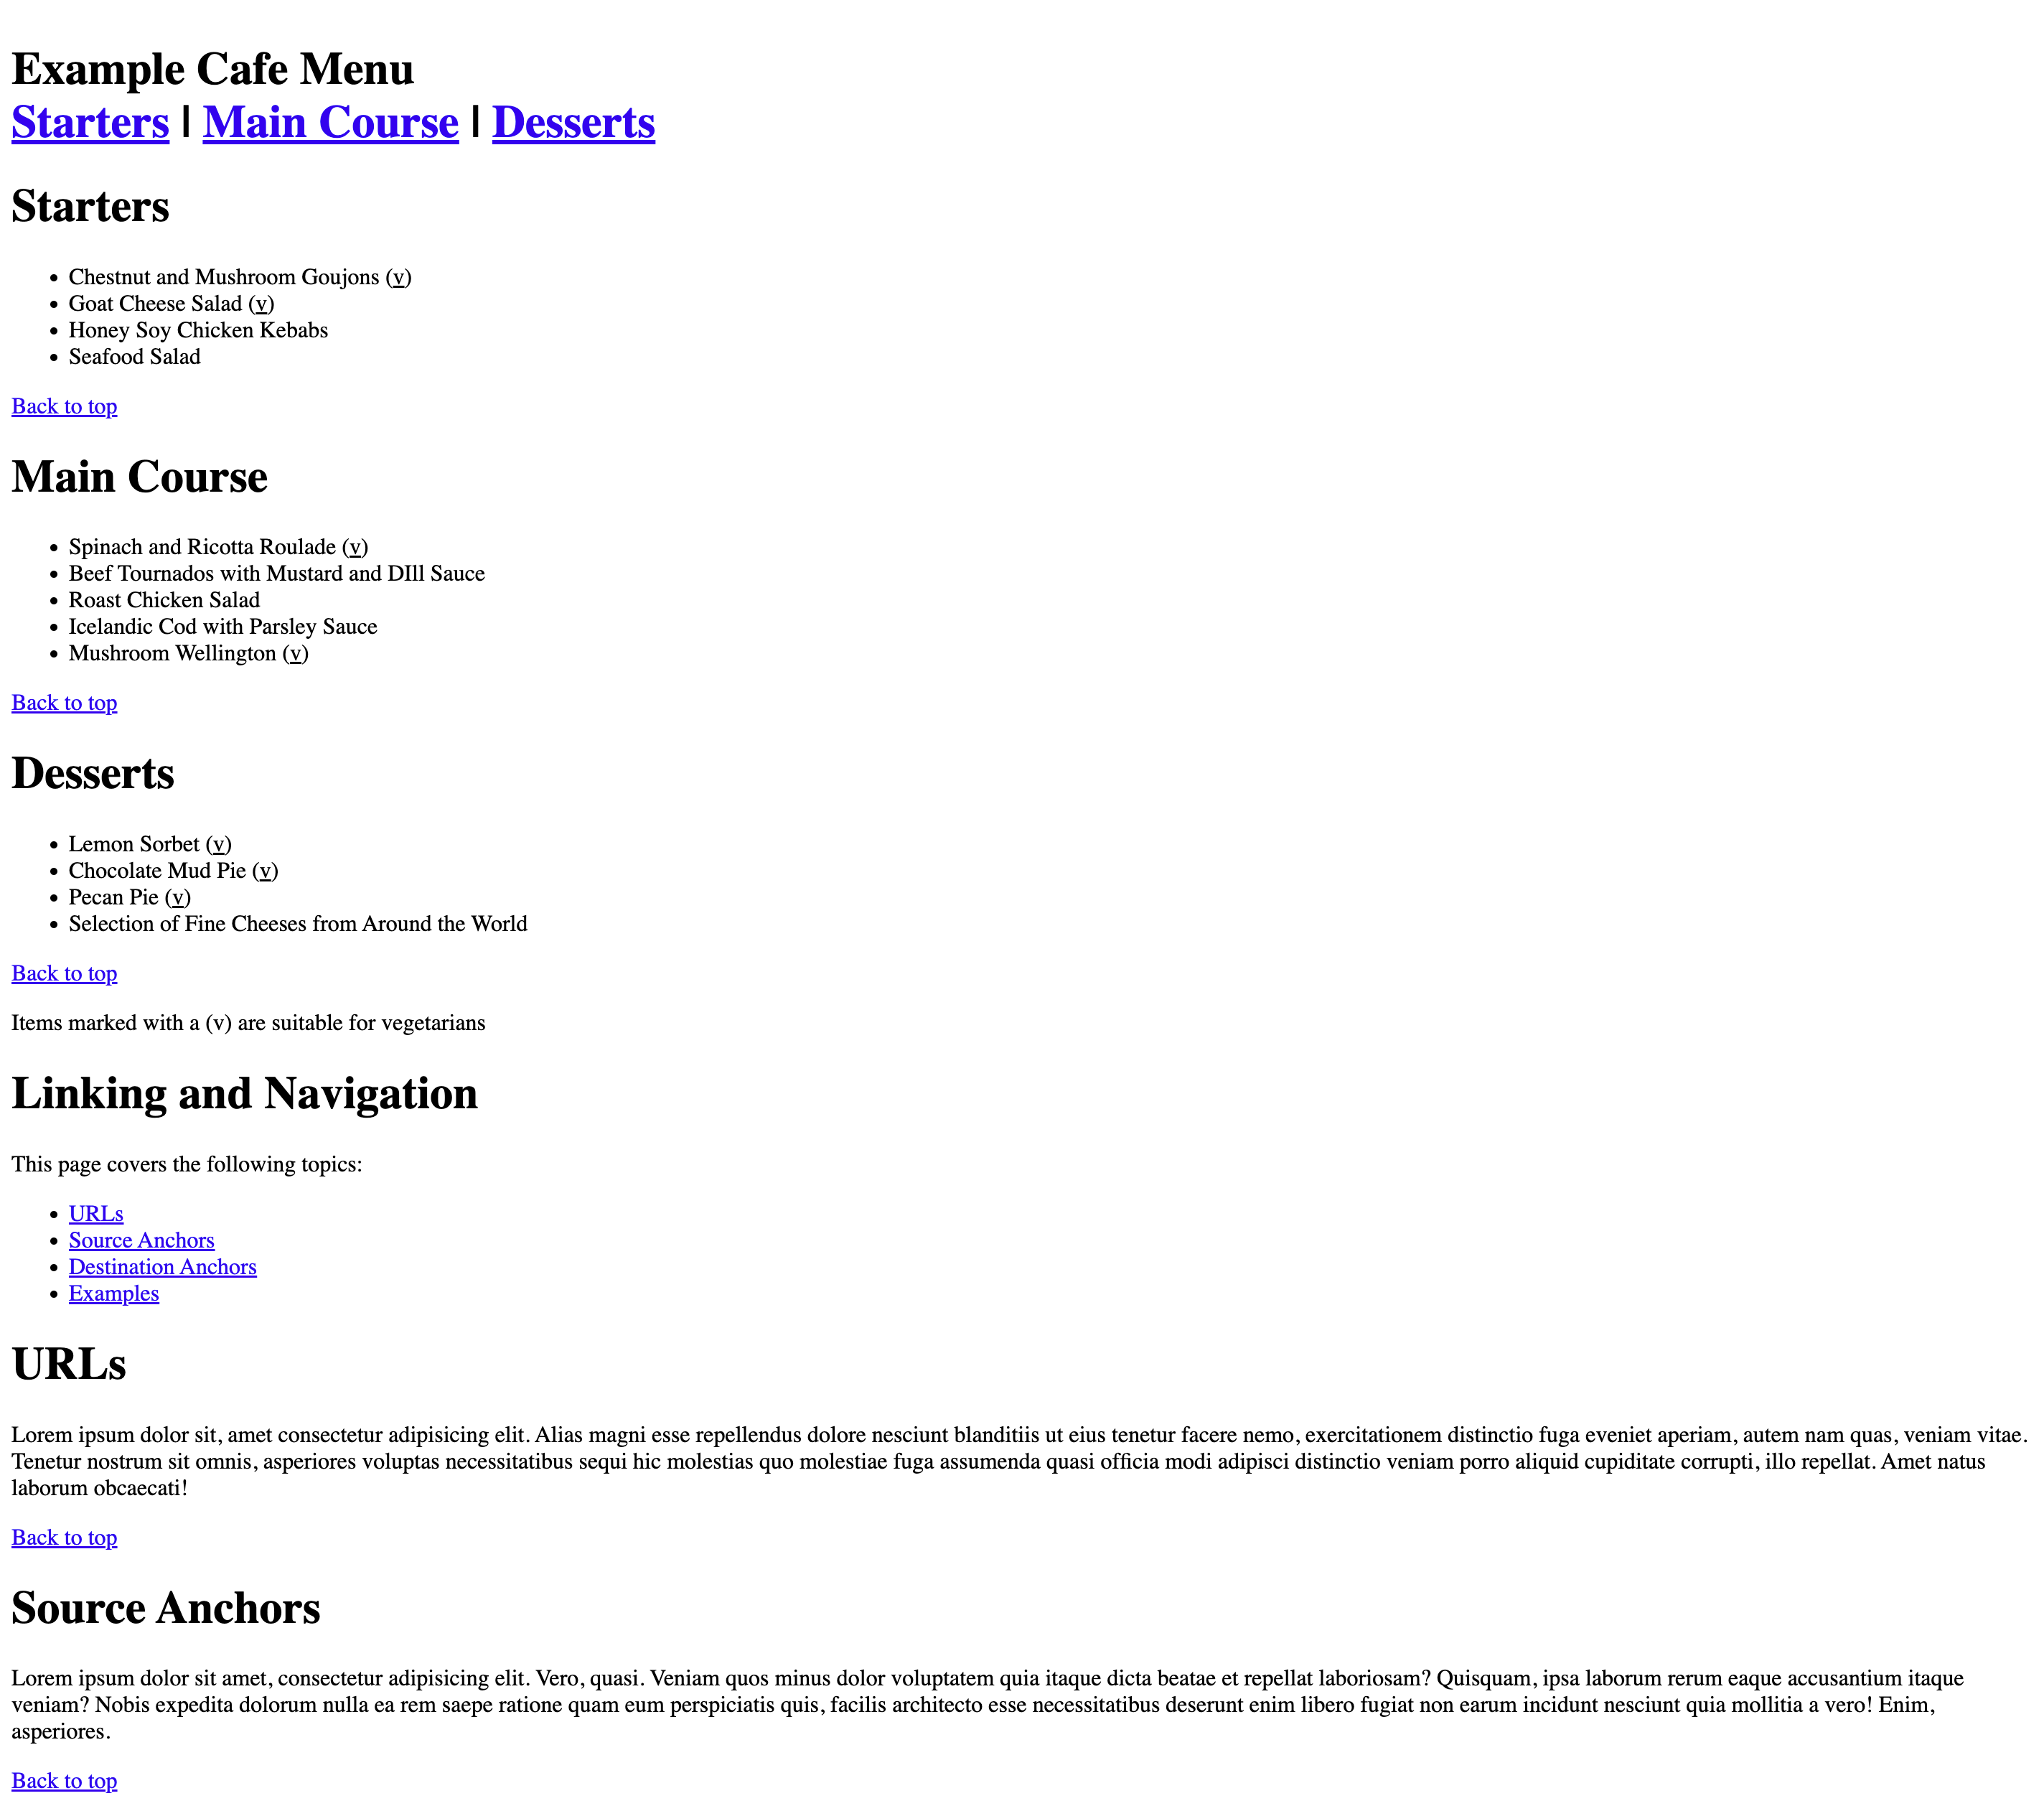 Example Cafe Menu
Starters | Main Course | Desserts
Starters
• Chestnut and Mushroom Goujons (v)
• Goat Cheese Salad (v)
• Honey Soy Chicken Kebabs
• Seafood Salad
Back to top
Main Course
• Spinach and Ricotta Roulade (v)
• Beef Tournados with Mustard and DIll Sauce
• Roast Chicken Salad
• Icelandic Cod with Parsley Sauce
• Mushroom Wellington (v)
Back to top
Desserts
• Lemon Sorbet (v)
• Chocolate Mud Pie (v)
• Pecan Pie (v)
• Selection of Fine Cheeses from Around the World
Back to top
Items marked with a (v) are suitable for vegetarians
Linking and Navigation
This page covers the following topics:
• URLs
• Source Anchors
• Destination Anchors
• Examples
URLs
Lorem ipsum dolor sit, amet consectetur adipisicing elit. Alias magni esse repellendus dolore nesciunt blanditiis ut eius tenetur facere nemo, exercitationem distinctio fuga eveniet aperiam, autem nam quas, veniam vitae.
Tenetur nostrum sit omnis, asperiores voluptas necessitatibus sequi hic molestias quo molestiae fuga assumenda quasi officia modi adipisci distinctio veniam porro aliquid cupiditate corrupti, illo repellat. Amet natus
laborum obcaecati!
Back to top
Source Anchors
Lorem ipsum dolor sit amet, consectetur adipisicing elit. Vero, quasi. Veniam quos minus dolor voluptatem quia itaque dicta beatae et repellat laboriosam? Quisquam, ipsa laborum rerum eaque accusantium itaque
veniam? Nobis expedita dolorum nulla ea rem saepe ratione quam eum perspiciatis quis, facilis architecto esse necessitatibus deserunt enim libero fugiat non earum incidunt nesciunt quia mollitia a vero! Enim,
asperiores.
Back to top